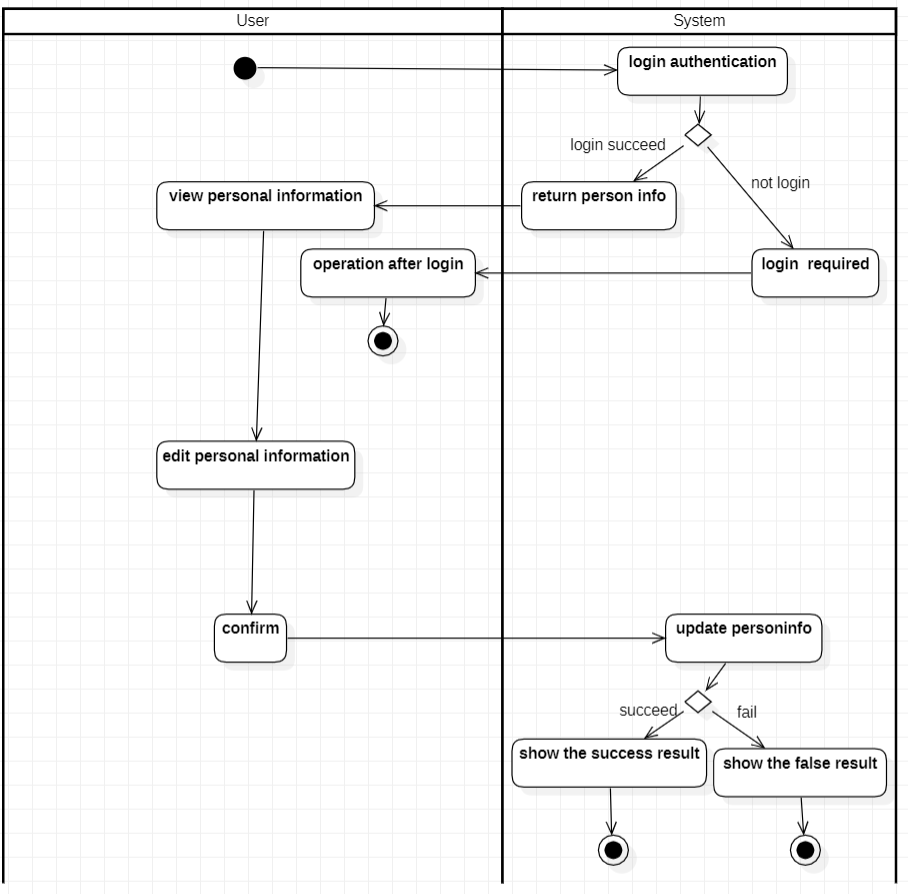 User
System
login authentication
login succeed
not login
view personal information
return person info
operation after login
login  required
edit personal information
confirm
update personinfo
succeed
fail
show the success result
show the false result